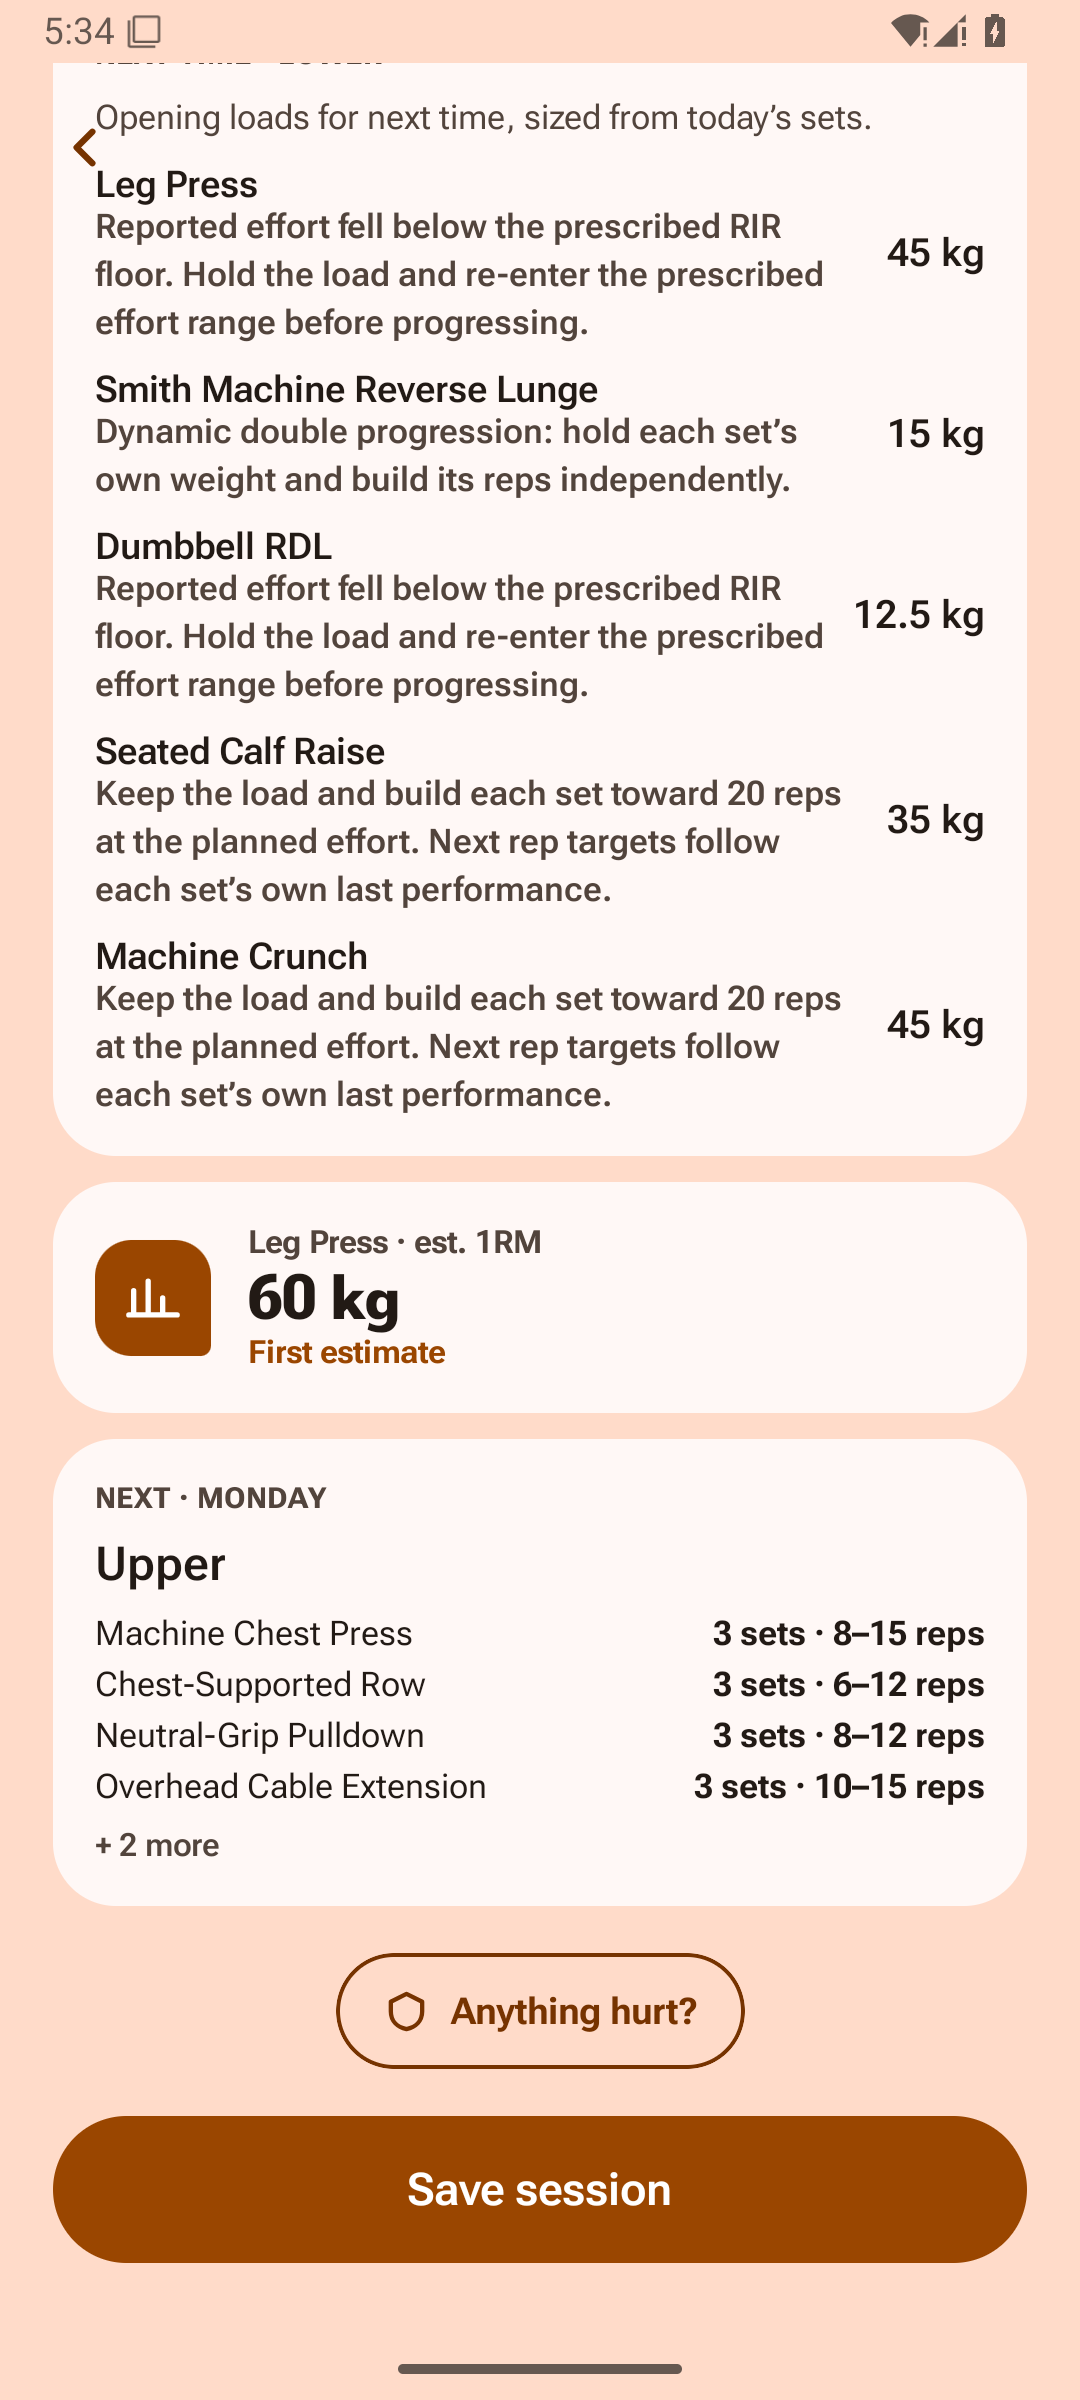 5:34
Opening loads for next time, sized from today’s sets.
Leg Press
Reported effort fell below the prescribed RIR
floor. Hold the load and re-enter the prescribed
effort range before progressing.
45 kg
Smith Machine Reverse Lunge
Dynamic double progression: hold each set’s
own weight and build its reps independently.
15 kg
Dumbbell RDL
Reported effort fell below the prescribed RIR
floor. Hold the load and re-enter the prescribed
effort range before progressing.
12.5 kg
Seated Calf Raise
Keep the load and build each set toward 20 reps
at the planned effort. Next rep targets follow
each set’s own last performance.
35 kg
Machine Crunch
Keep the load and build each set toward 20 reps
at the planned effort. Next rep targets follow
each set’s own last performance.
45 kg
Leg Press · est. 1RM
60 kg
First estimate
NEXT · MONDAY
Upper
Machine Chest Press 3 sets · 8–15 reps
Chest-Supported Row 3 sets · 6–12 reps
Neutral-Grip Pulldown 3 sets · 8–12 reps
Overhead Cable Extension 3 sets · 10–15 reps
+ 2 more
Anything hurt?
Save session